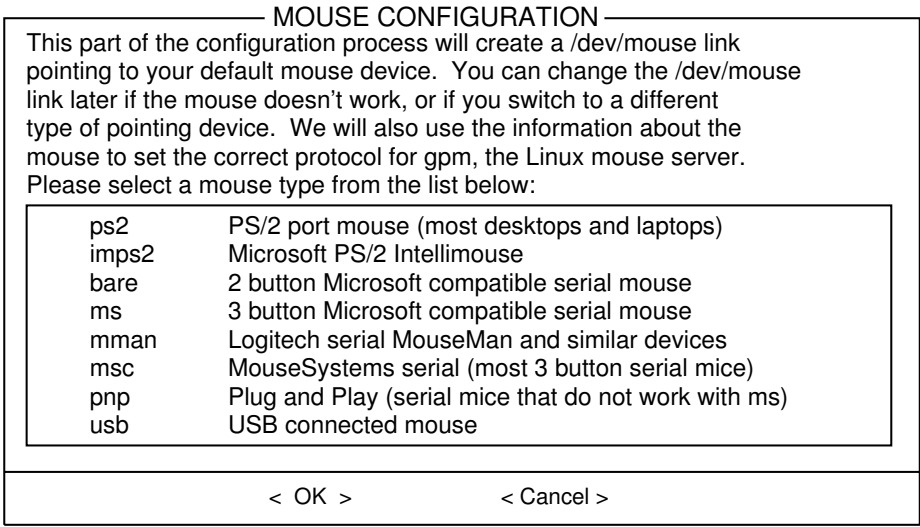 MOUSE CONFIGURATION
This part of the configuration process will create a /dev/mouse link
pointing to your default mouse device.  You can change the /dev/mouse
link later if the mouse doesn't work, or if you switch to a different
type of pointing device.  We will also use the information about the
mouse to set the correct protocol for gpm, the Linux mouse server.
Please select a mouse type from the list below:
ps2 PS/2 port mouse (most desktops and laptops)
imps2 Microsoft PS/2 Intellimouse
bare 2 button Microsoft compatible serial mouse
ms 3 button Microsoft compatible serial mouse
mman Logitech serial MouseMan and similar devices
msc MouseSystems serial (most 3 button serial mice)
pnp Plug and Play (serial mice that do not work with ms)
usb USB connected mouse
< OK > < Cancel >